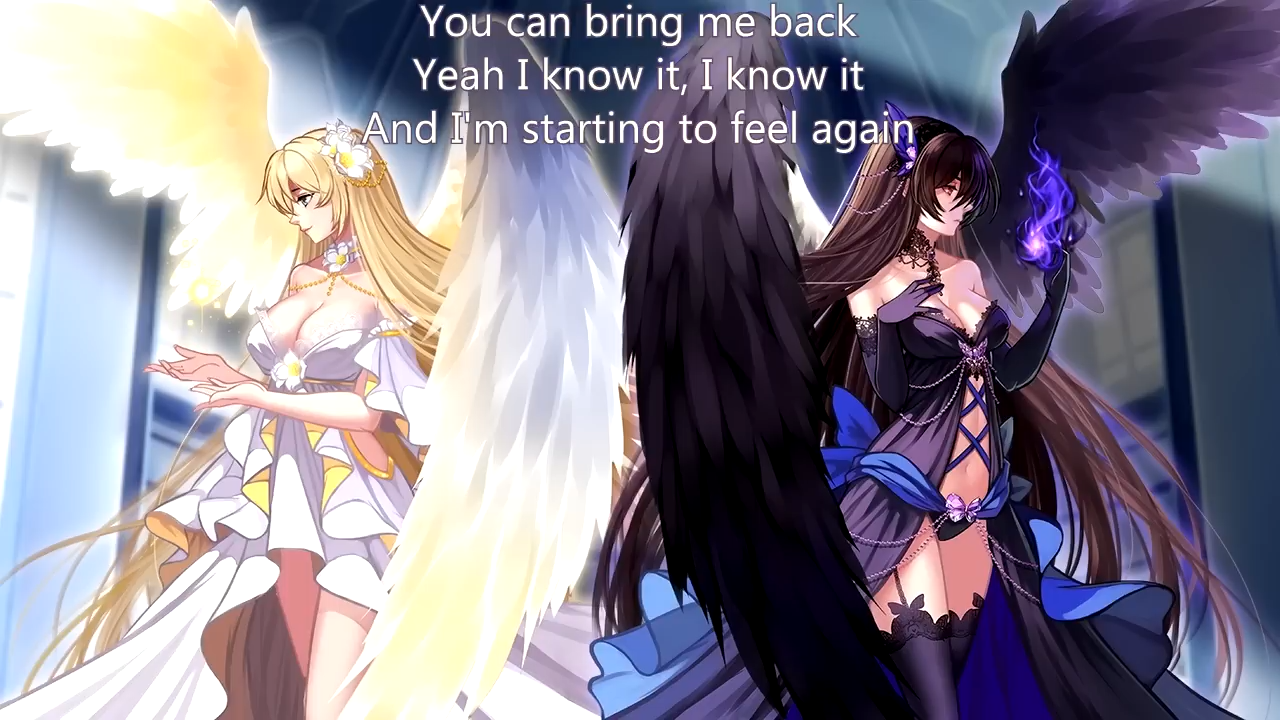 You can bring me back
Yeah I know it, I know it
And I'm starting to feel again